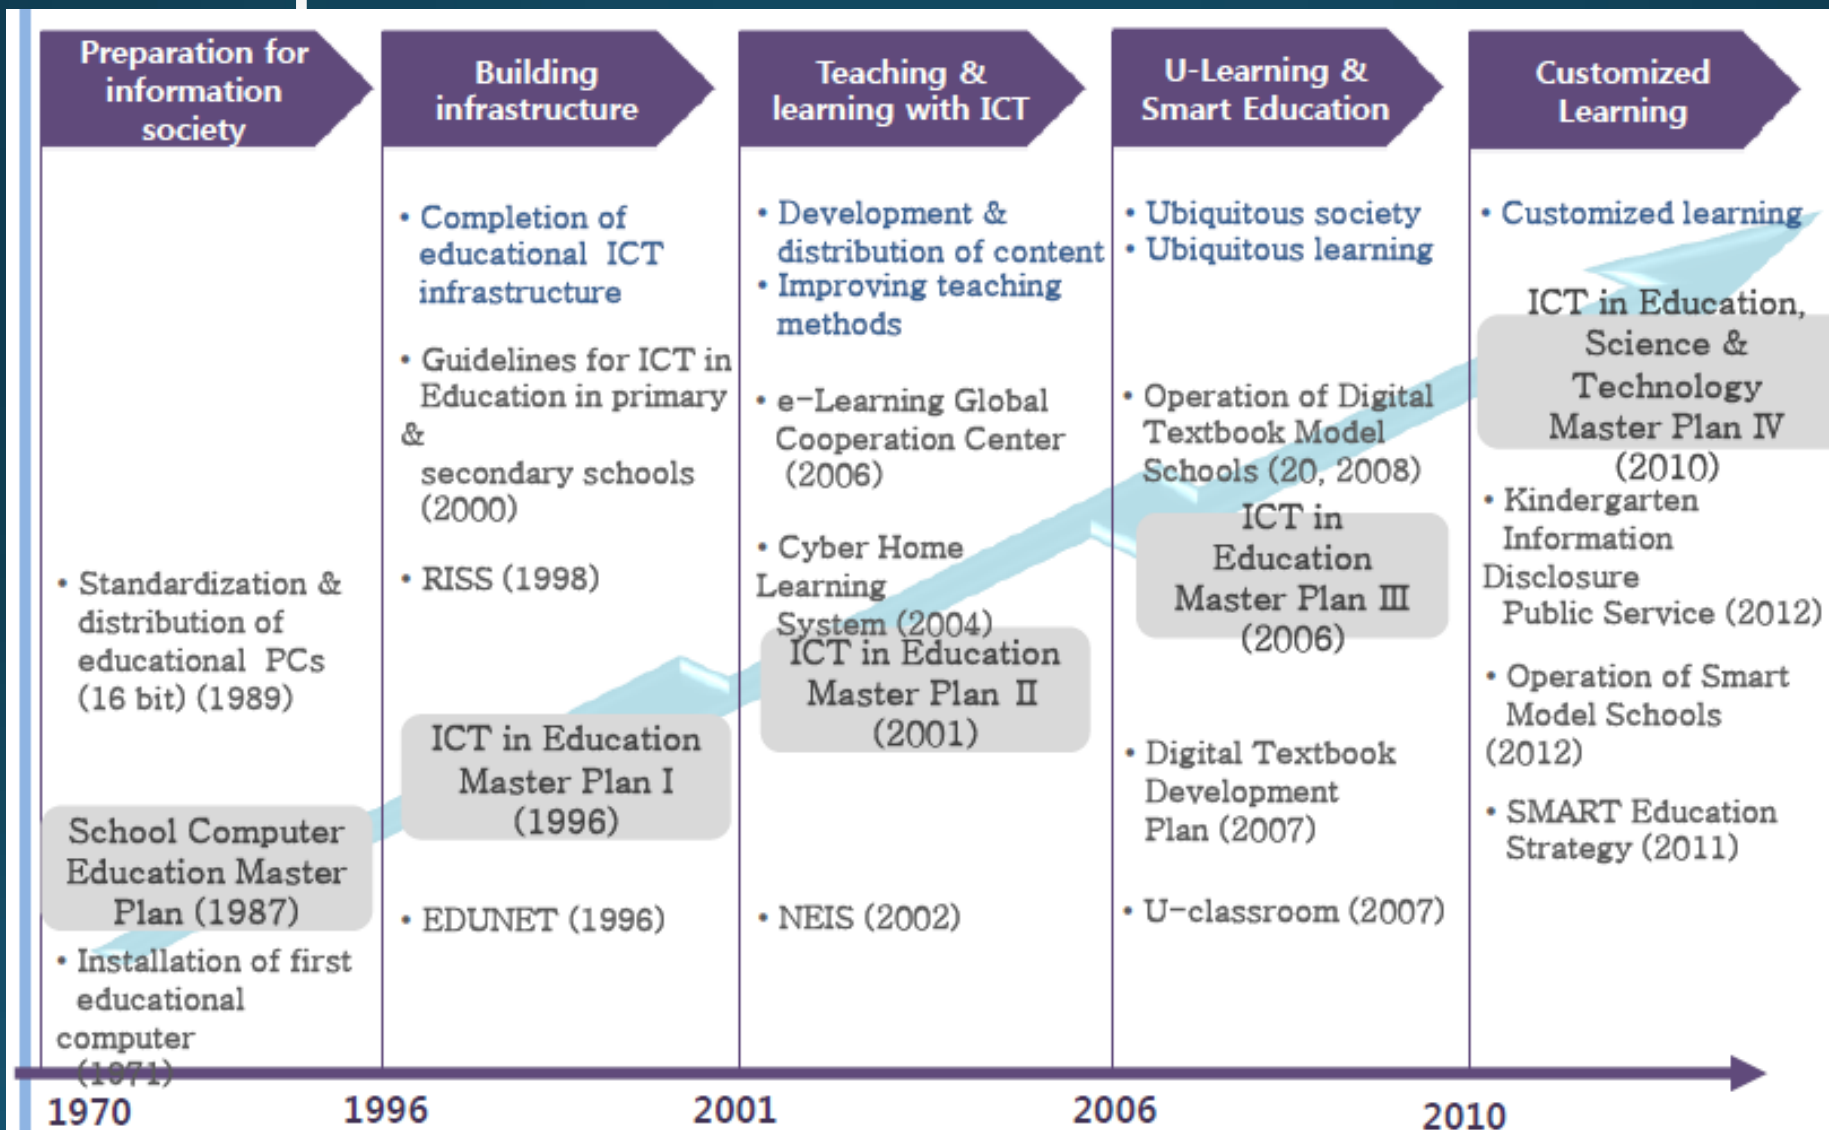 Preparation for
information
society
Building
infrastructure
Teaching &
learning with ICT
U-Learning &
Smart Education
Customized
Learning
• Standardization &
distribution of
educational PCs
(16 bit) (1989)
School Computer
Education Master
Plan (1987)
• Installation of first
educational
computer
(1971)
• Completion of
educational ICT
infrastructure
• Guidelines for ICT in
Education in primary
&
secondary schools
(2000)
• RISS (1998)
ICT in Education
Master Plan I
(1996)
• EDUNET (1996)
• Development &
distribution of content
• Improving teaching
methods
• e-Learning Global
Cooperation Center
(2006)
• Cyber Home
Learning
System (2004)
ICT in Education
Master Plan II
(2001)
• NEIS (2002)
• Ubiquitous society
• Ubiquitous learning
• Operation of Digital
Textbook Model
Schools (20, 2008)
ICT in
Education
Master Plan III
(2006)
• Digital Textbook
Development
Plan (2007)
• U-classroom (2007)
• Customized learning
ICT in Education,
Science &
Technology
Master Plan IV
(2010)
• Kindergarten
Information
Disclosure
Public Service (2012)
• Operation of Smart
Model Schools
(2012)
• SMART Education
Strategy (2011)
1970
1996
2001
2006
2010